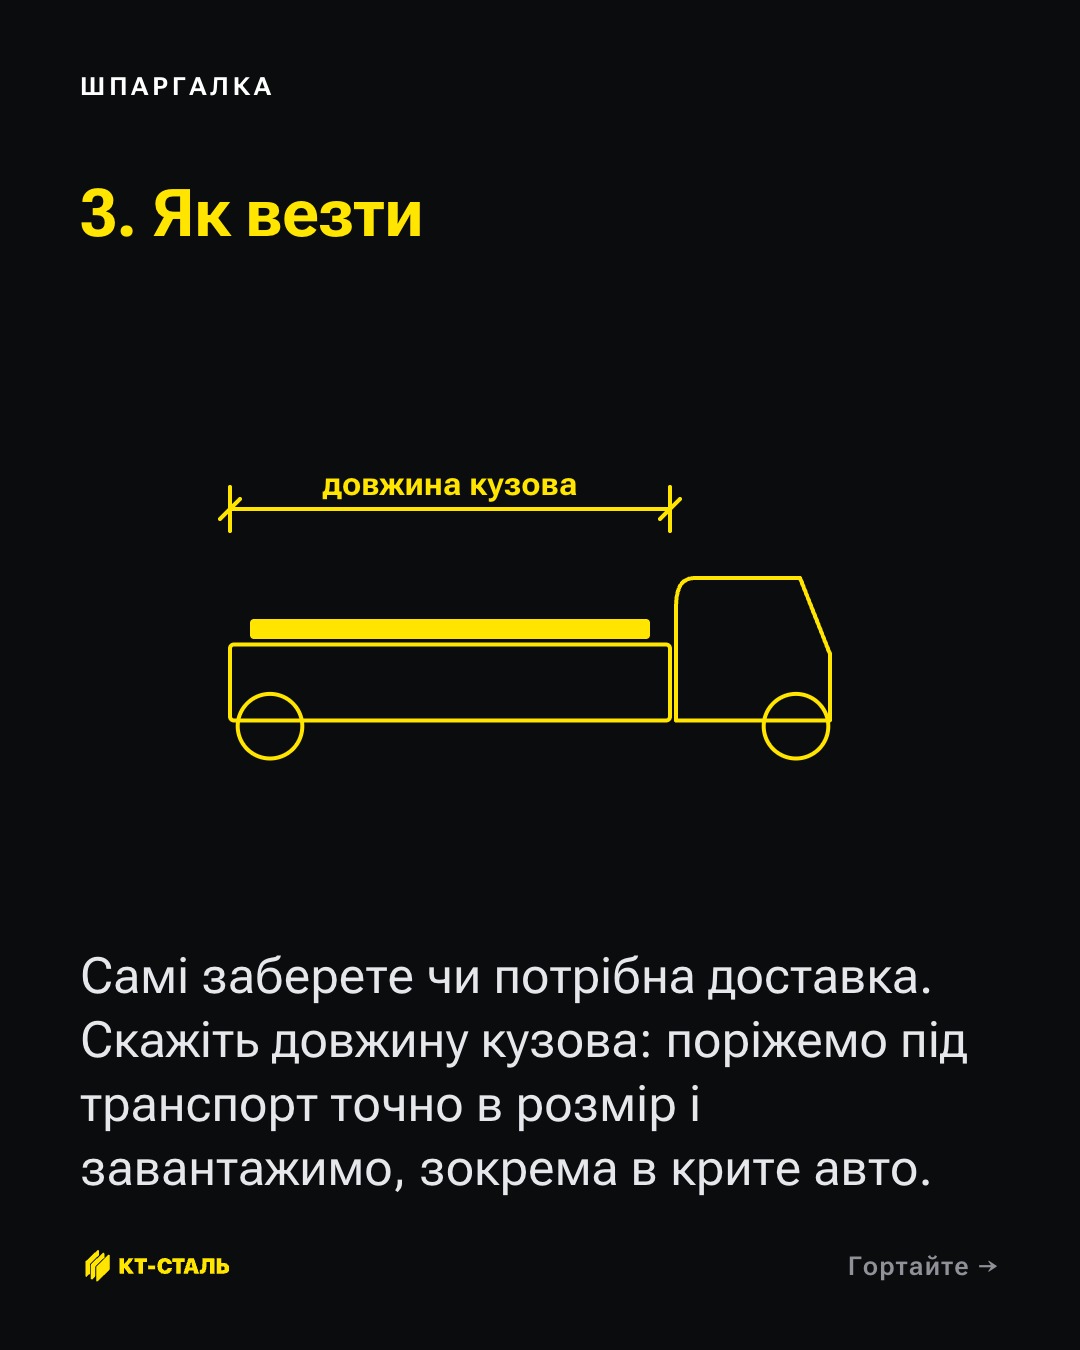 ШПАРГАЛКА
3. Як везти
довжина кузова
Самі заберете чи потрібна доставка.
Скажіть довжину кузова: поріжемо під
транспорт точно в розмір і
завантажимо, зокрема в крите авто.
КТ-СТАЛЬ
Гортайте →